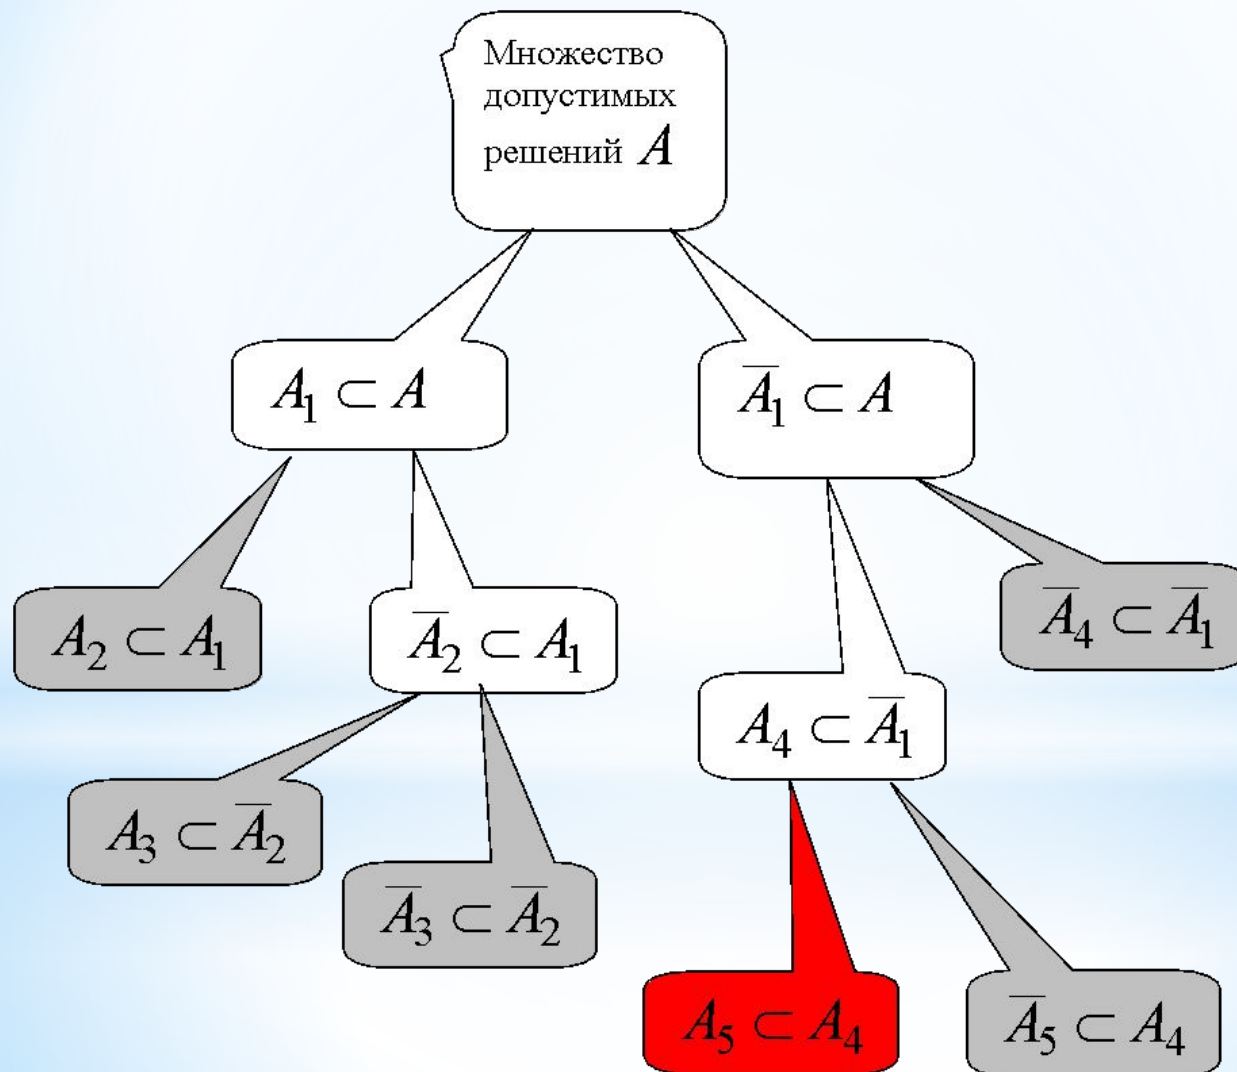 Множество
допустимых
решений A
A₁ ⊂ A
A̅₁ ⊂ A
A₂ ⊂ A₁
A̅₂ ⊂ A₁
A̅₄ ⊂ A̅₁
A₄ ⊂ A̅₁
A₃ ⊂ A̅₂
A̅₃ ⊂ A̅₂
A₅ ⊂ A₄
A̅₅ ⊂ A₄